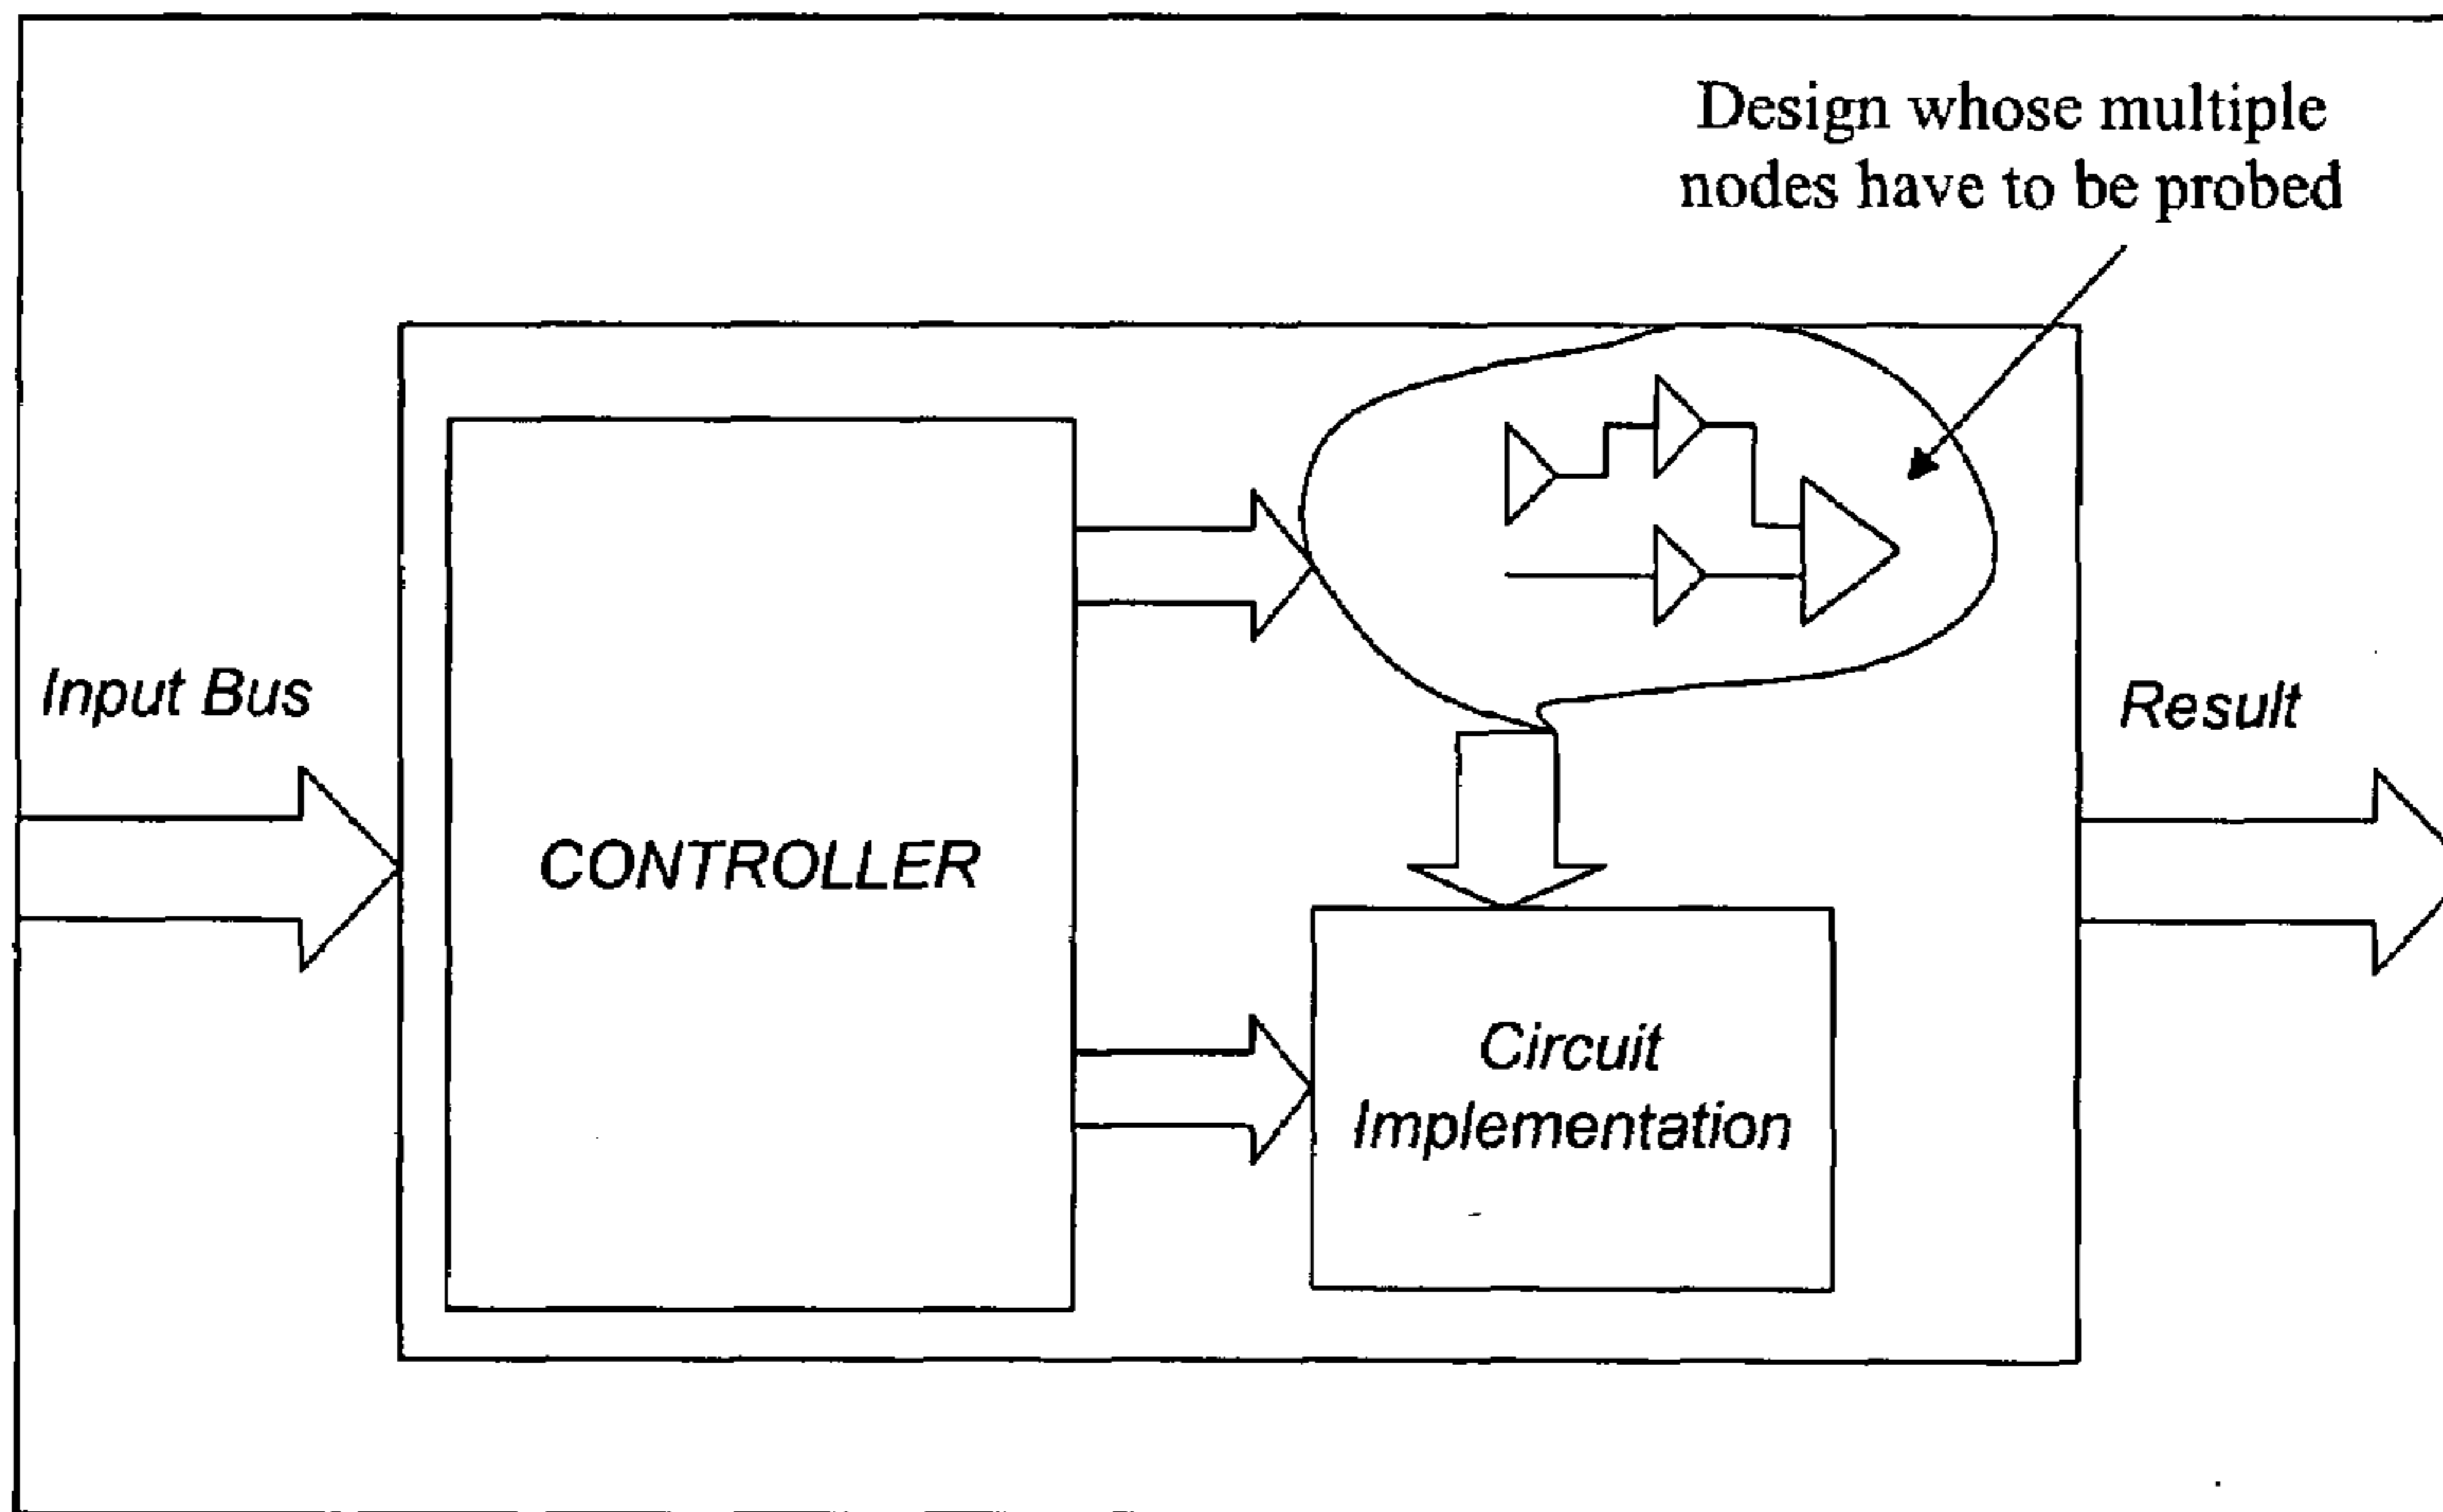 Design whose multiple
nodes have to be probed
Input Bus
Result
CONTROLLER
Circuit
Implementation